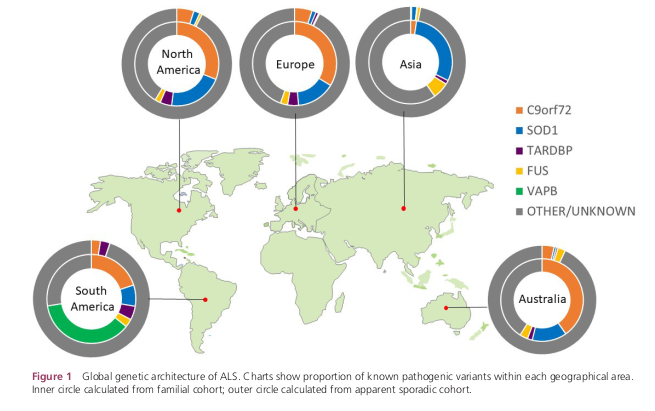 North
America
Europe
Asia
C9orf72
SOD1
TARDBP
FUS
VAPB
OTHER/UNKNOWN
South
America
Australia
Figure 1 Global genetic architecture of ALS. Charts show proportion of known pathogenic variants within each geographical area.
Inner circle calculated from familial cohort; outer circle calculated from apparent sporadic cohort.